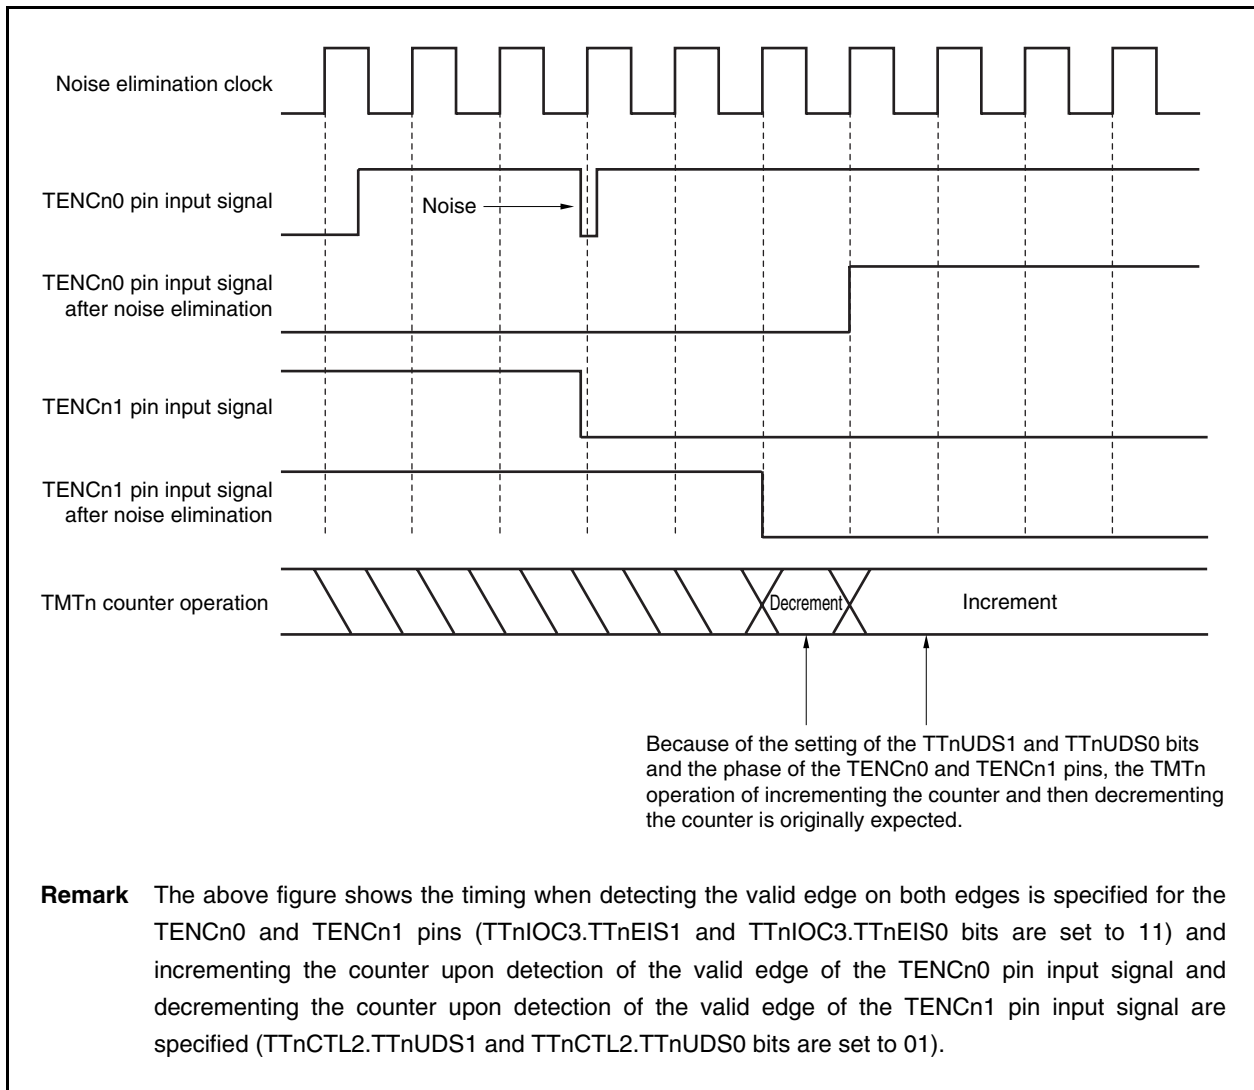 Noise elimination clock
TENCn0 pin input signal
Noise
TENCn0 pin input signal
after noise elimination
TENCn1 pin input signal
TENCn1 pin input signal
after noise elimination
TMTn counter operation
Decrement
Increment
Because of the setting of the TTnUDS1 and TTnUDS0 bits
and the phase of the TENCn0 and TENCn1 pins, the TMTn
operation of incrementing the counter and then decrementing
the counter is originally expected.
Remark The above figure shows the timing when detecting the valid edge on both edges is specified for the
TENCn0 and TENCn1 pins (TTnIOC3.TTnEIS1 and TTnIOC3.TTnEIS0 bits are set to 11) and
incrementing the counter upon detection of the valid edge of the TENCn0 pin input signal and
decrementing the counter upon detection of the valid edge of the TENCn1 pin input signal are
specified (TTnCTL2.TTnUDS1 and TTnCTL2.TTnUDS0 bits are set to 01).